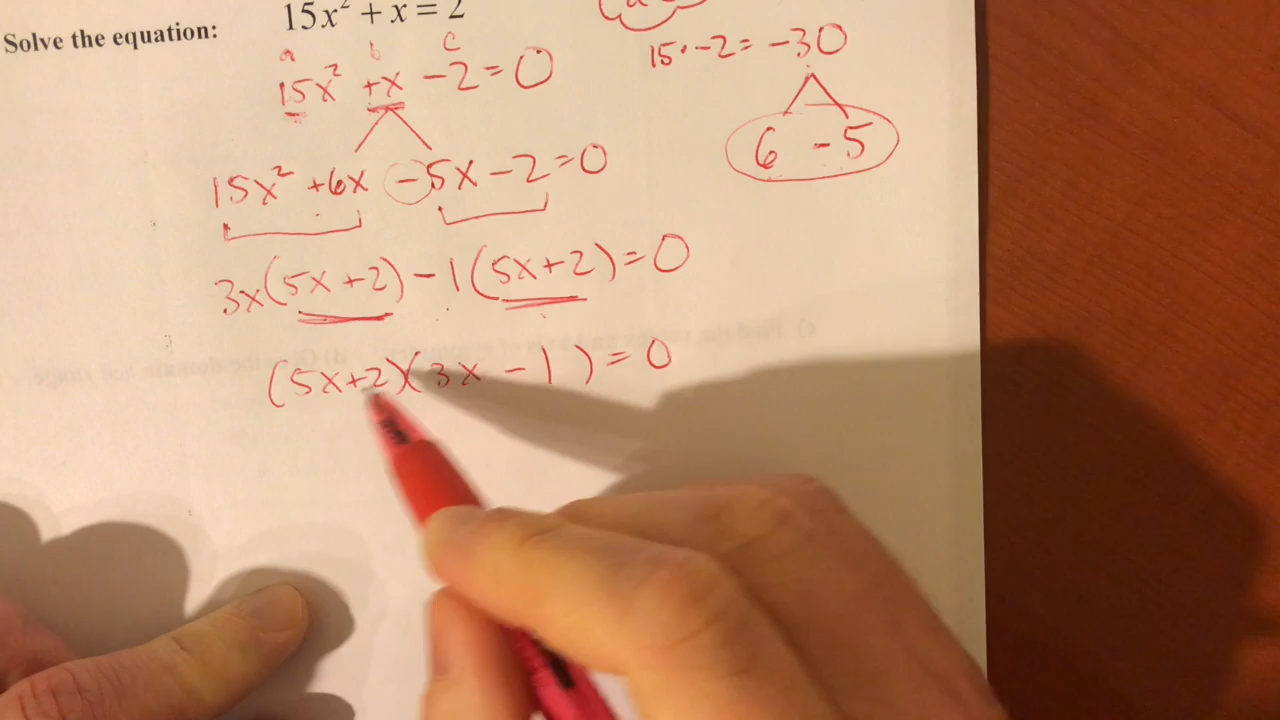 Solve the equation: 15x² + x = 2
a b c
15x² +x -2 = 0
15 · -2 = -30
6 -5
15x² +6x -5x -2 = 0
3x(5x+2) -1(5x+2) = 0
(5x+2)(3x -1) = 0